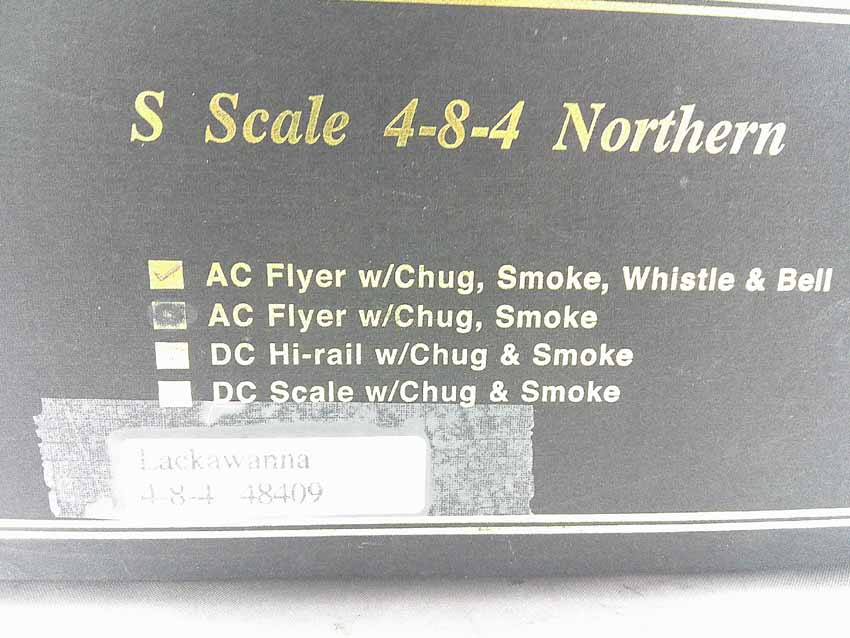 S Scale 4-8-4 Northern
AC Flyer w/Chug, Smoke, Whistle & Bell
AC Flyer w/Chug, Smoke
DC Hi-rail w/Chug & Smoke
DC Scale w/Chug & Smoke
Lackawanna
4-8-4 48409